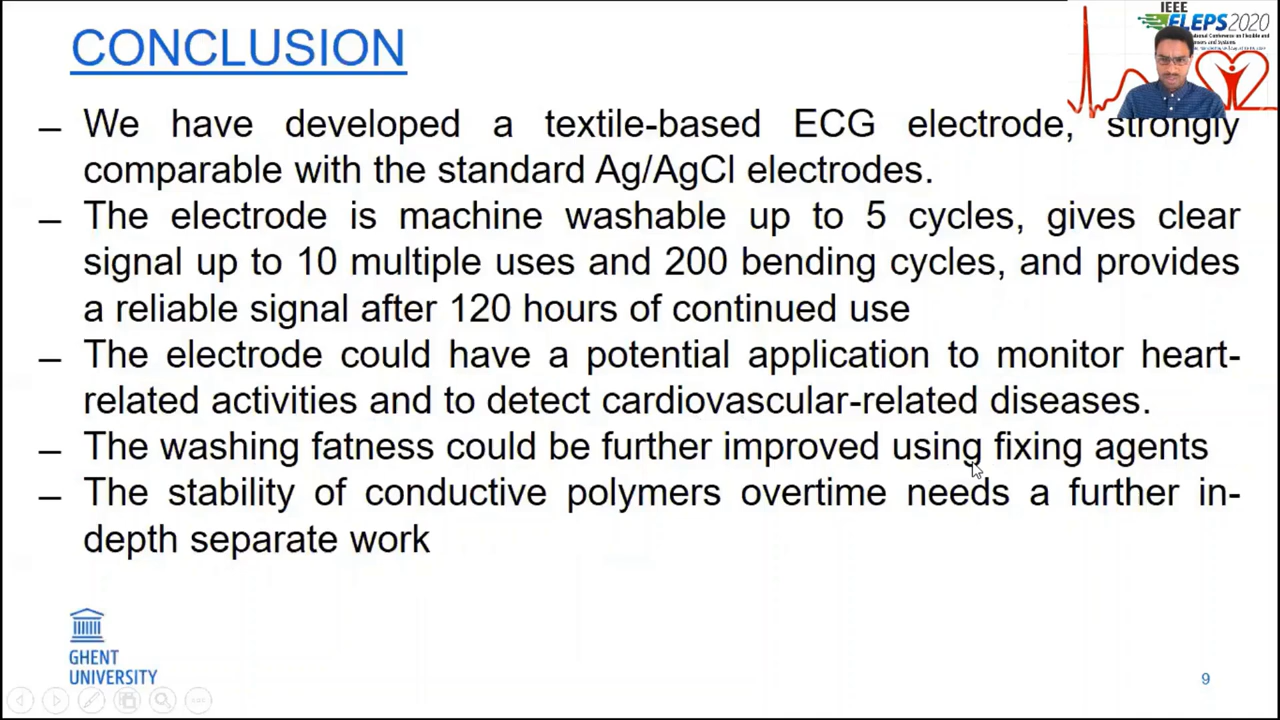 CONCLUSION
IEEE
FLEPS 2020
– We have developed a textile-based ECG electrode, strongly
comparable with the standard Ag/AgCl electrodes.
– The electrode is machine washable up to 5 cycles, gives clear
signal up to 10 multiple uses and 200 bending cycles, and provides
a reliable signal after 120 hours of continued use
– The electrode could have a potential application to monitor heart-
related activities and to detect cardiovascular-related diseases.
– The washing fatness could be further improved using fixing agents
– The stability of conductive polymers overtime needs a further in-
depth separate work
GHENT
UNIVERSITY
9